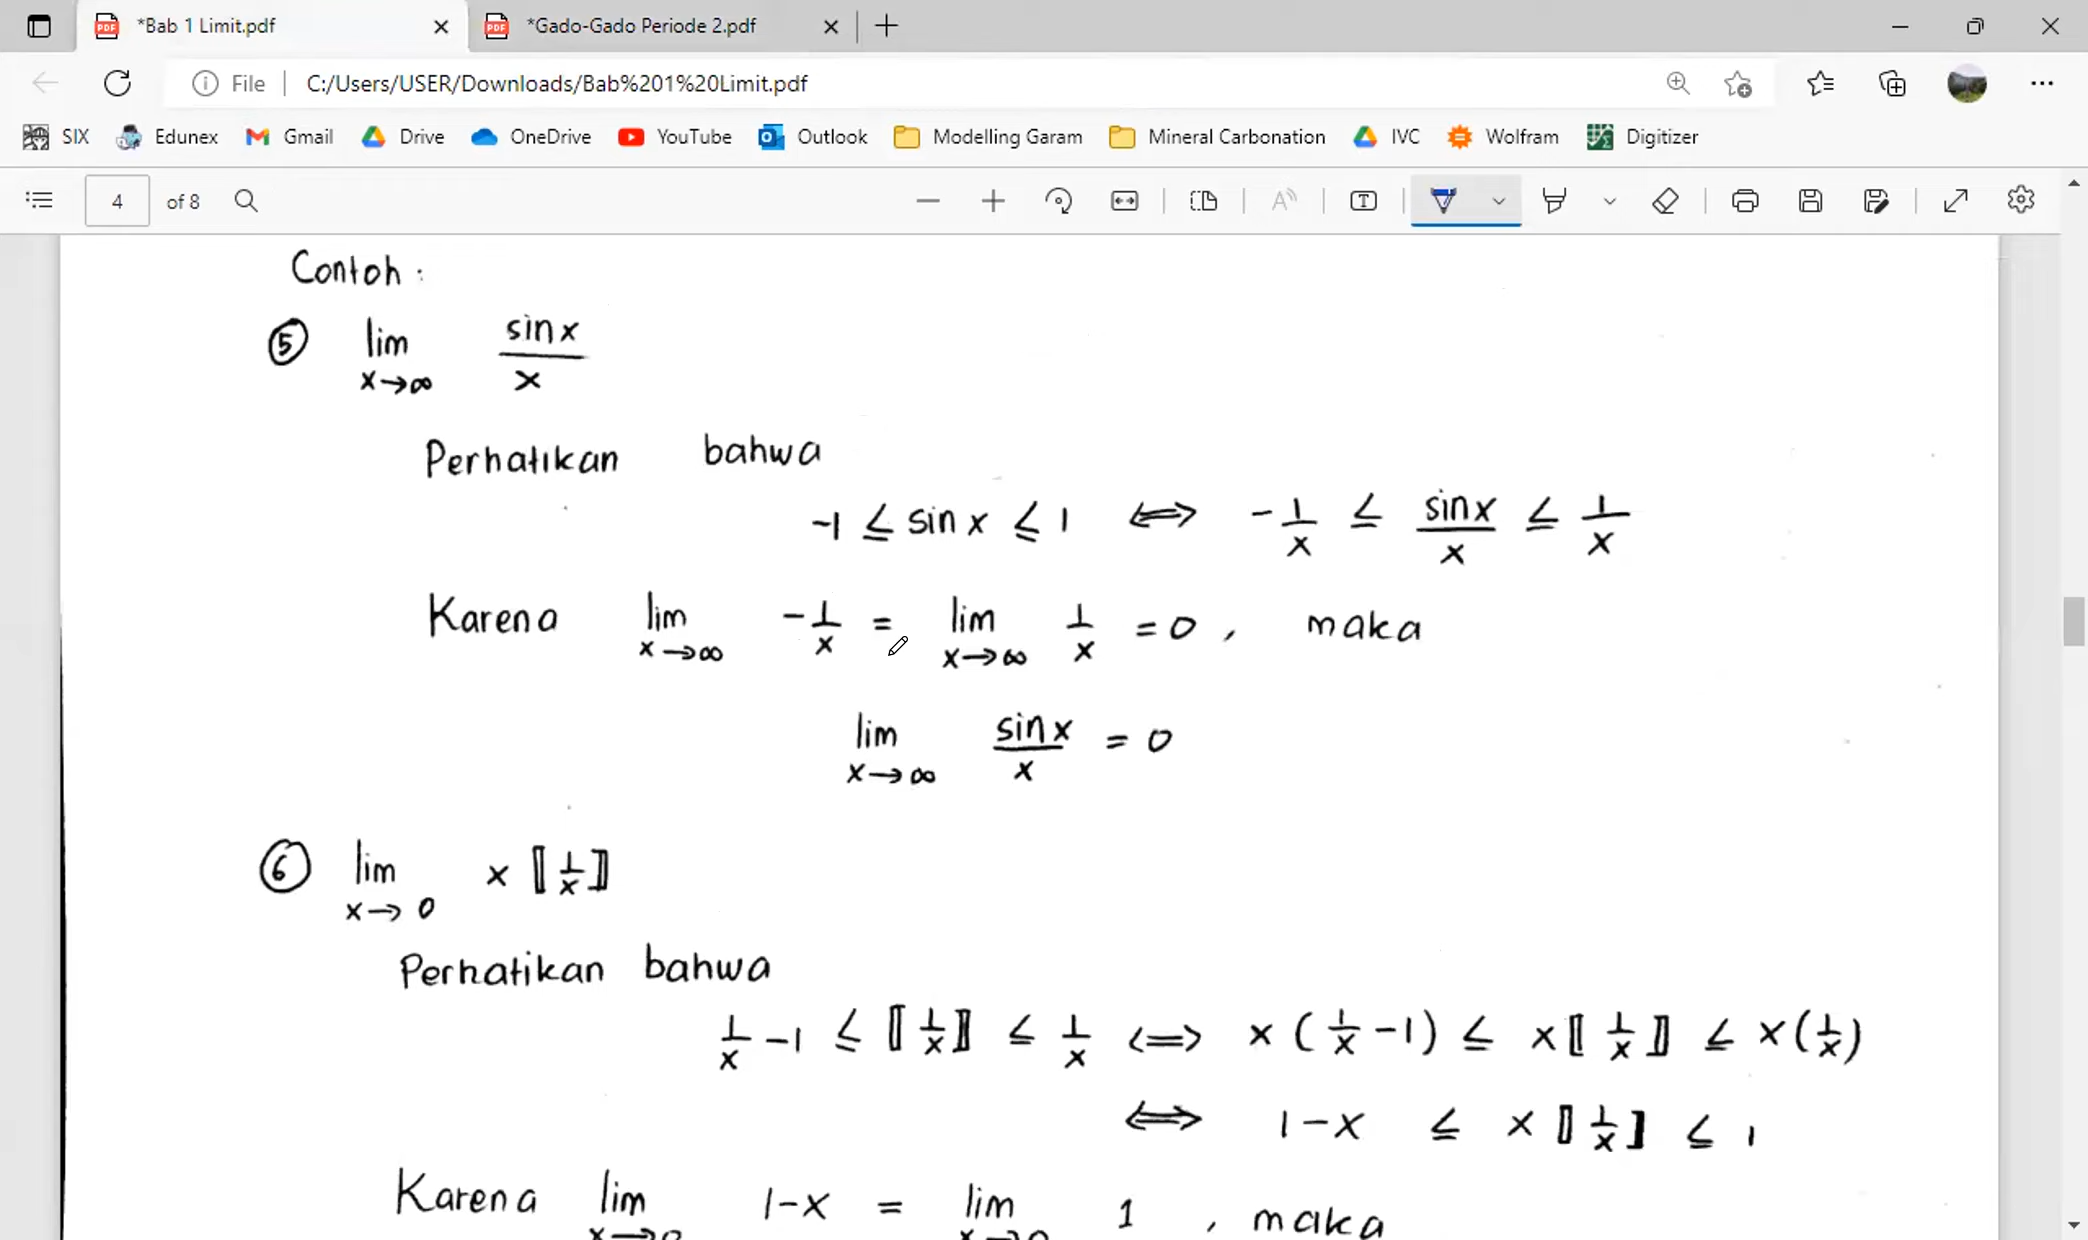 *Bab 1 Limit.pdf
*Gado-Gado Periode 2.pdf
File C:/Users/USER/Downloads/Bab%201%20Limit.pdf
SIX Edunex Gmail Drive OneDrive YouTube Outlook Modelling Garam Mineral Carbonation IVC Wolfram Digitizer
4 of 8
Contoh :
⑤ lim x→∞ sin x / x
Perhatikan bahwa
-1 ≤ sin x ≤ 1 ⟺ -1/x ≤ sin x / x ≤ 1/x
Karena lim x→∞ -1/x = lim x→∞ 1/x = 0 , maka
lim x→∞ sin x / x = 0
⑥ lim x→0 x ⟦1/x⟧
Perhatikan bahwa
1/x - 1 ≤ ⟦1/x⟧ ≤ 1/x ⟺ x (1/x - 1) ≤ x⟦1/x⟧ ≤ x(1/x)
⟺ 1 - x ≤ x ⟦1/x⟧ ≤ 1
Karena lim x→0 1-x = lim x→0 1 , maka